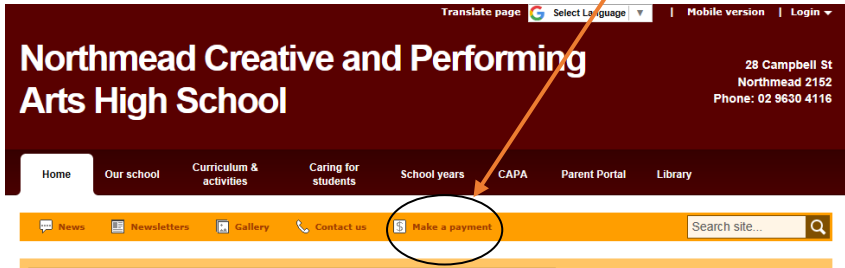 Translate page G Select Language ▼ | Mobile version | Login
Northmead Creative and Performing
Arts High School
28 Campbell St
Northmead 2152
Phone: 02 9630 4116
Home Our school Curriculum & activities Caring for students School years CAPA Parent Portal Library
News Newsletters Gallery Contact us $ Make a payment Search site...